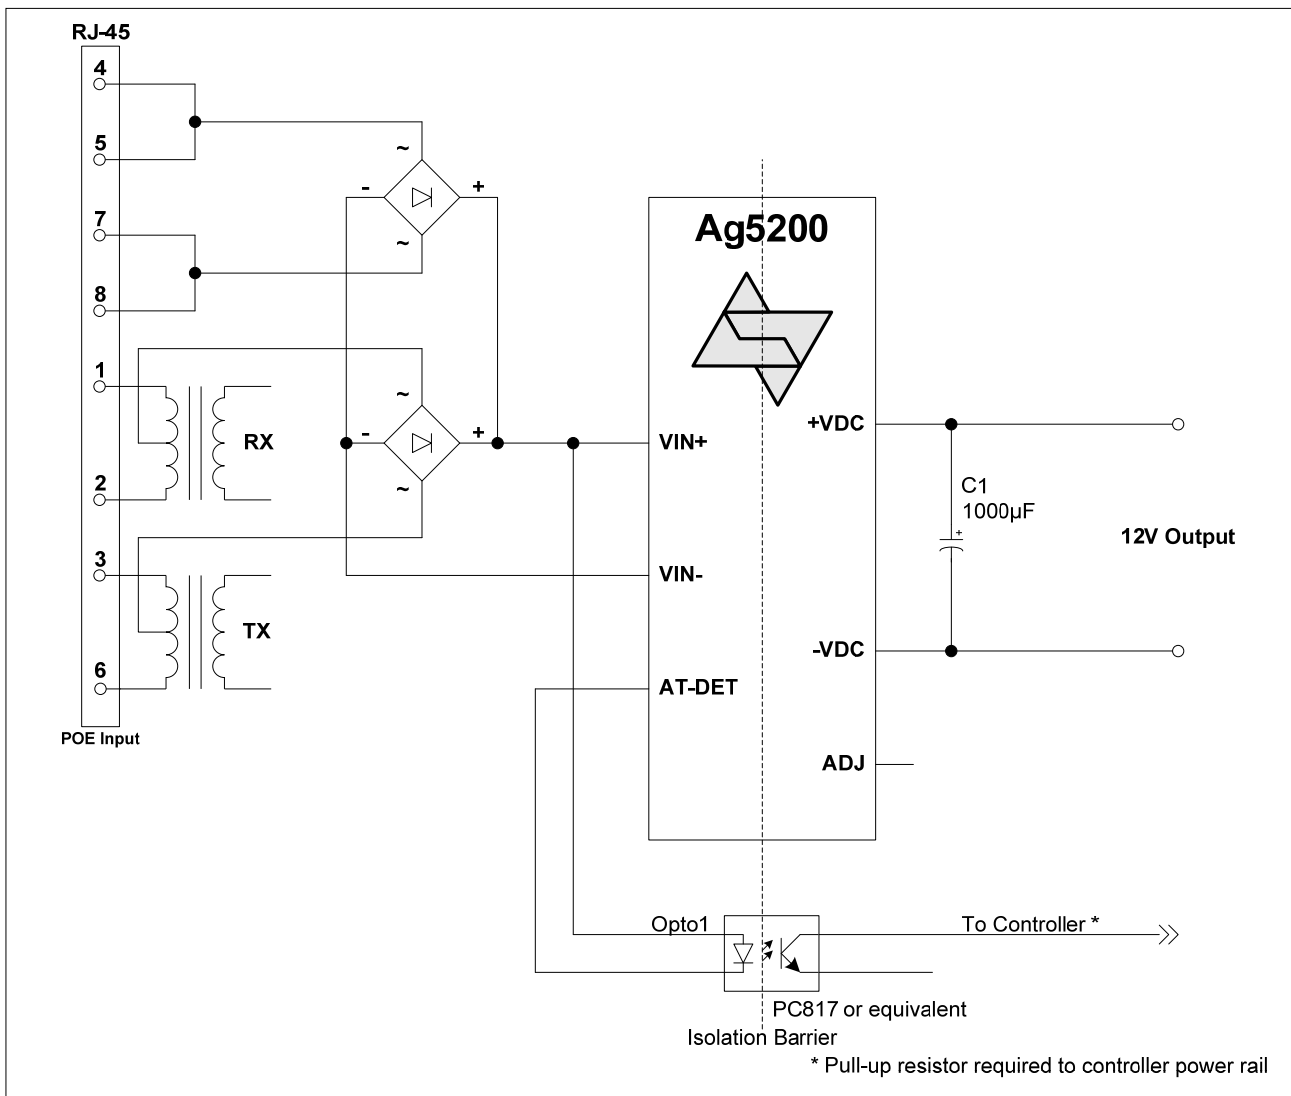 RJ-45
4
5
7
8
1
2
3
6
POE Input
~
- +
~
~
- +
~
RX
TX
Ag5200
VIN+
VIN-
AT-DET
+VDC
-VDC
ADJ
C1
1000µF
+
12V Output
Opto1
To Controller *
PC817 or equivalent
Isolation Barrier
* Pull-up resistor required to controller power rail